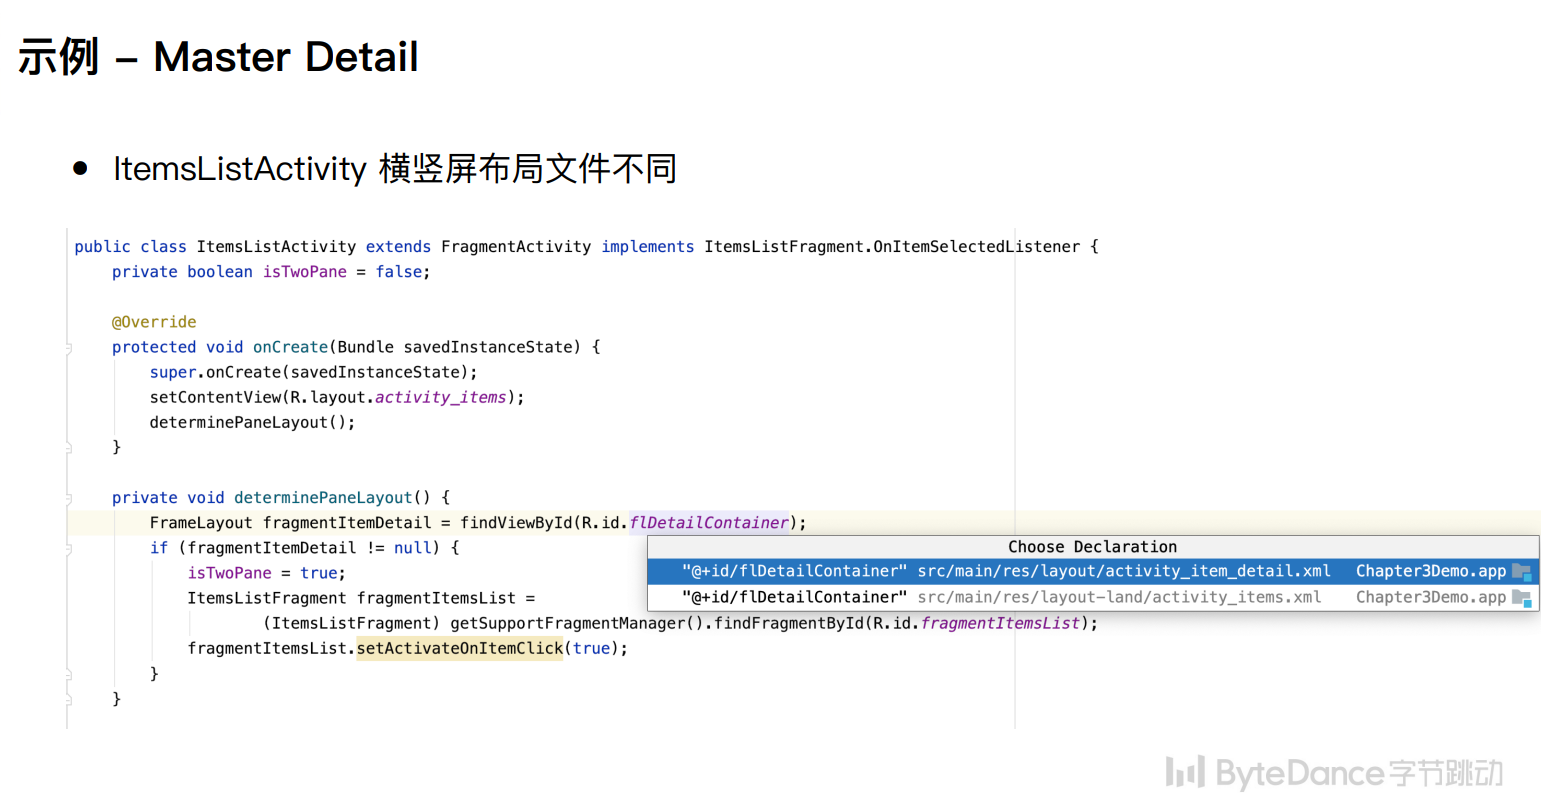 示例 – Master Detail
● ItemsListActivity 横竖屏布局文件不同
public class ItemsListActivity extends FragmentActivity implements ItemsListFragment.OnItemSelectedListener {
private boolean isTwoPane = false;
@Override
protected void onCreate(Bundle savedInstanceState) {
super.onCreate(savedInstanceState);
setContentView(R.layout.activity_items);
determinePaneLayout();
}
private void determinePaneLayout() {
FrameLayout fragmentItemDetail = findViewById(R.id.flDetailContainer);
if (fragmentItemDetail != null) {
Choose Declaration
isTwoPane = true;
"@+id/flDetailContainer" src/main/res/layout/activity_item_detail.xml Chapter3Demo.app
ItemsListFragment fragmentItemsList =
"@+id/flDetailContainer" src/main/res/layout-land/activity_items.xml Chapter3Demo.app
(ItemsListFragment) getSupportFragmentManager().findFragmentById(R.id.fragmentItemsList);
fragmentItemsList.setActivateOnItemClick(true);
}
}
ByteDance字节跳动